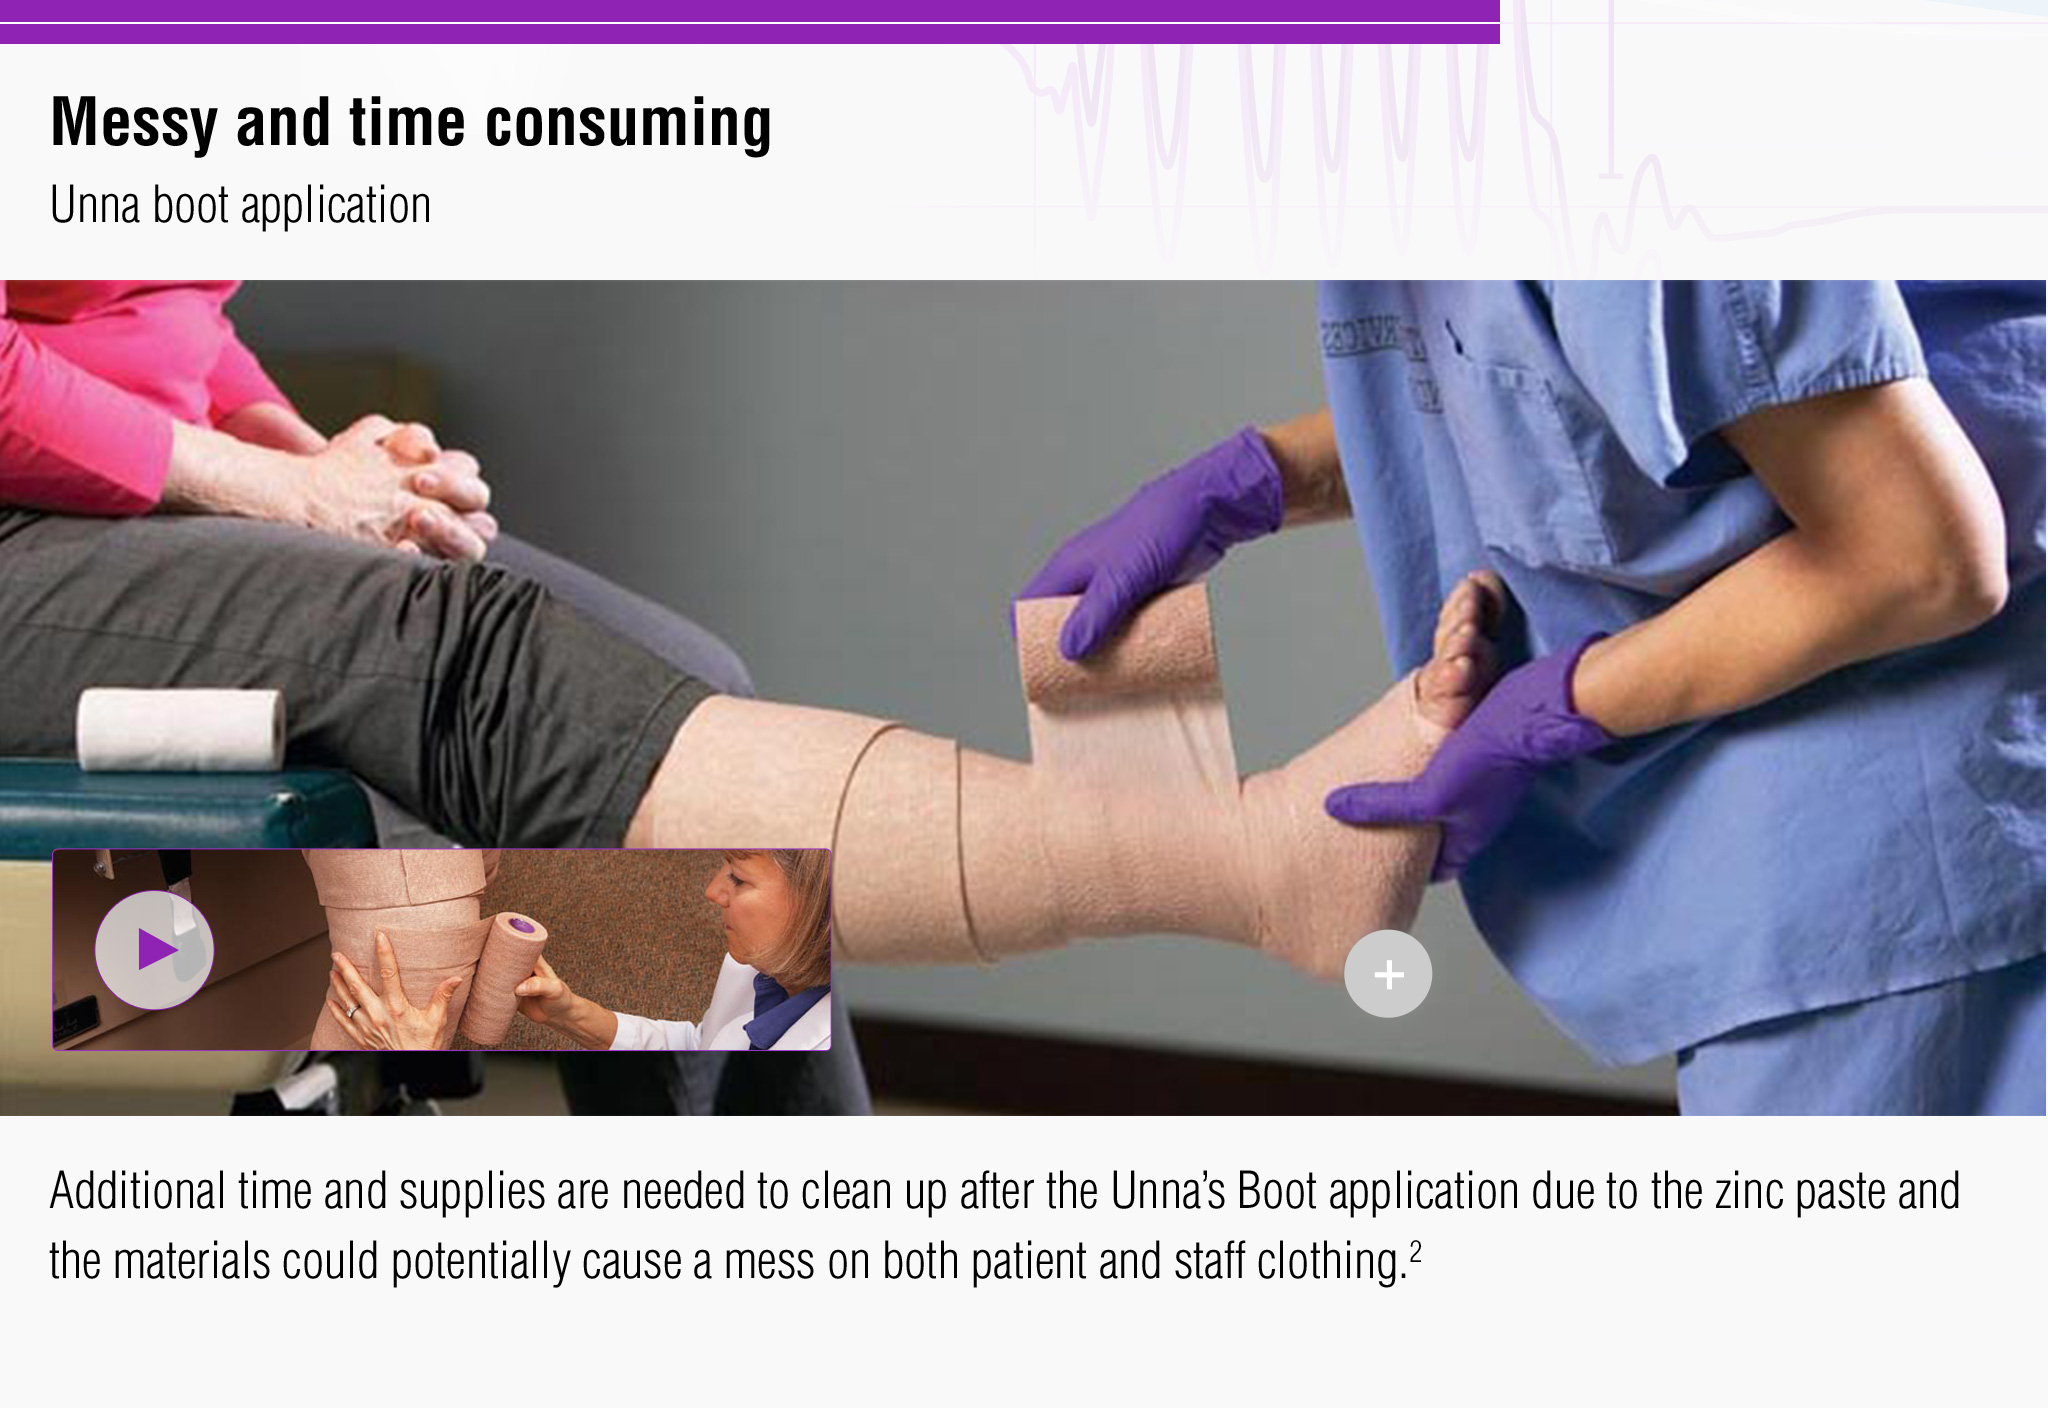 Messy and time consuming
Unna boot application
Additional time and supplies are needed to clean up after the Unna’s Boot application due to the zinc paste and
the materials could potentially cause a mess on both patient and staff clothing.2